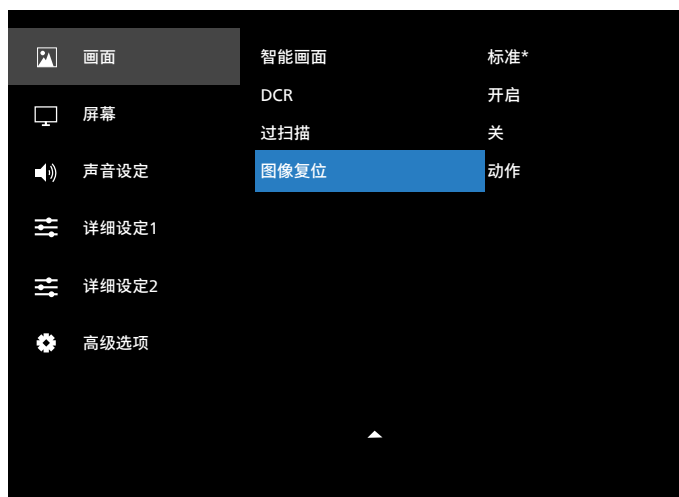 画面
智能画面 标准*
DCR 开启
屏幕
过扫描 关
声音设定
图像复位 动作
详细设定1
详细设定2
高级选项